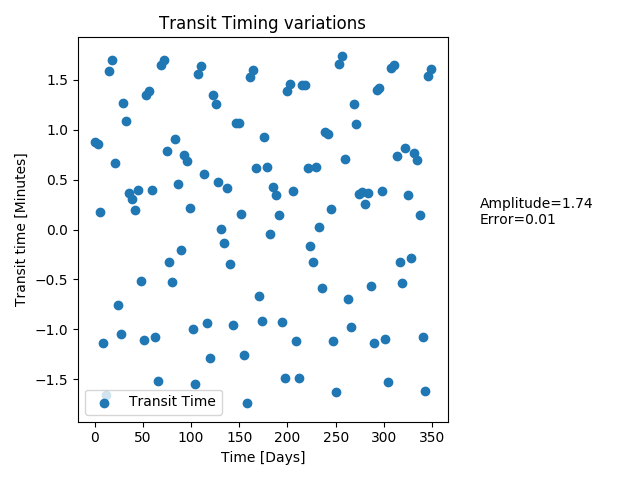 Transit Timing variations
Transit time [Minutes]
1.5
1.0
0.5
0.0
−0.5
−1.0
−1.5
Amplitude=1.74
Error=0.01
Transit Time
0 50 100 150 200 250 300 350
Time [Days]